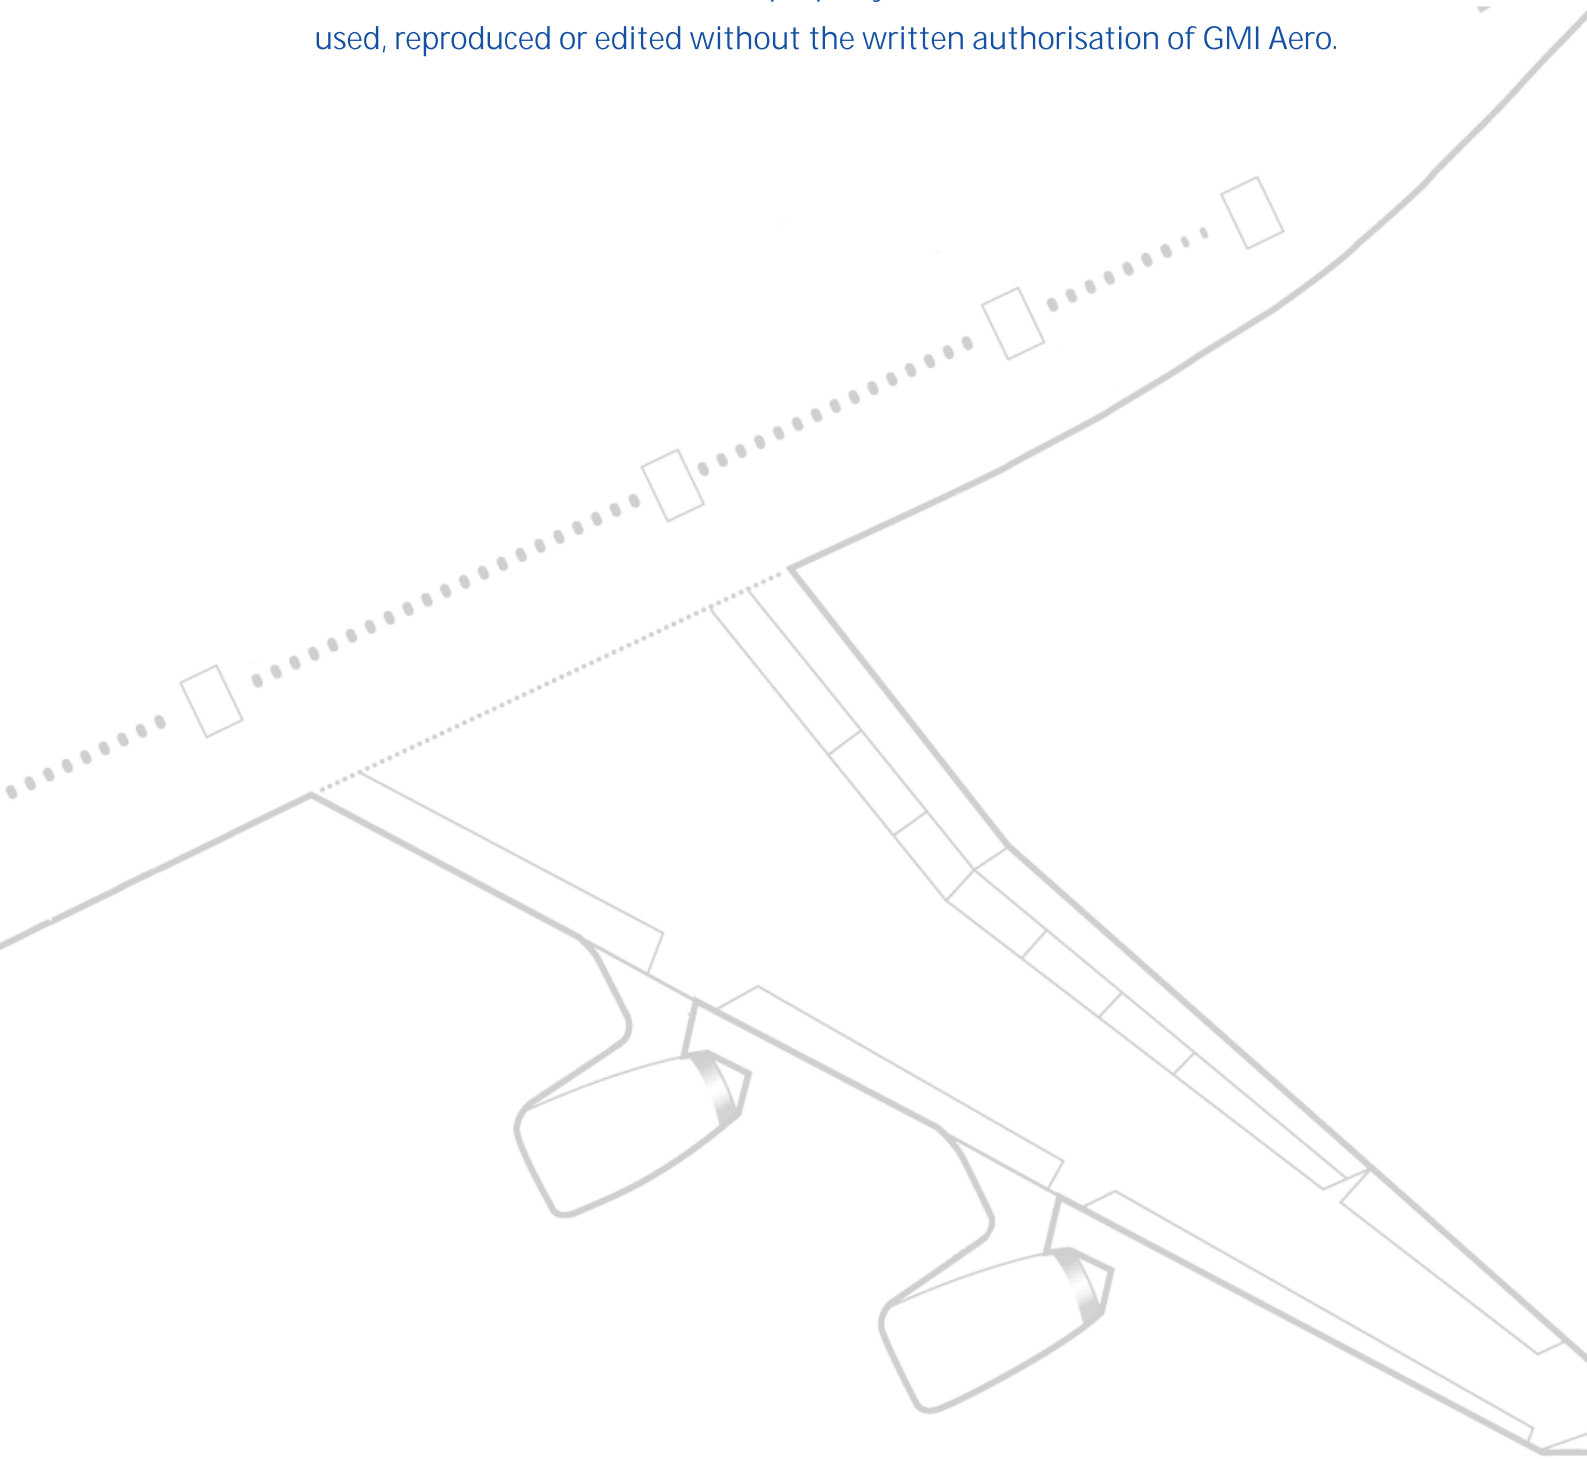 used, reproduced or edited without the written authorisation of GMI Aero.